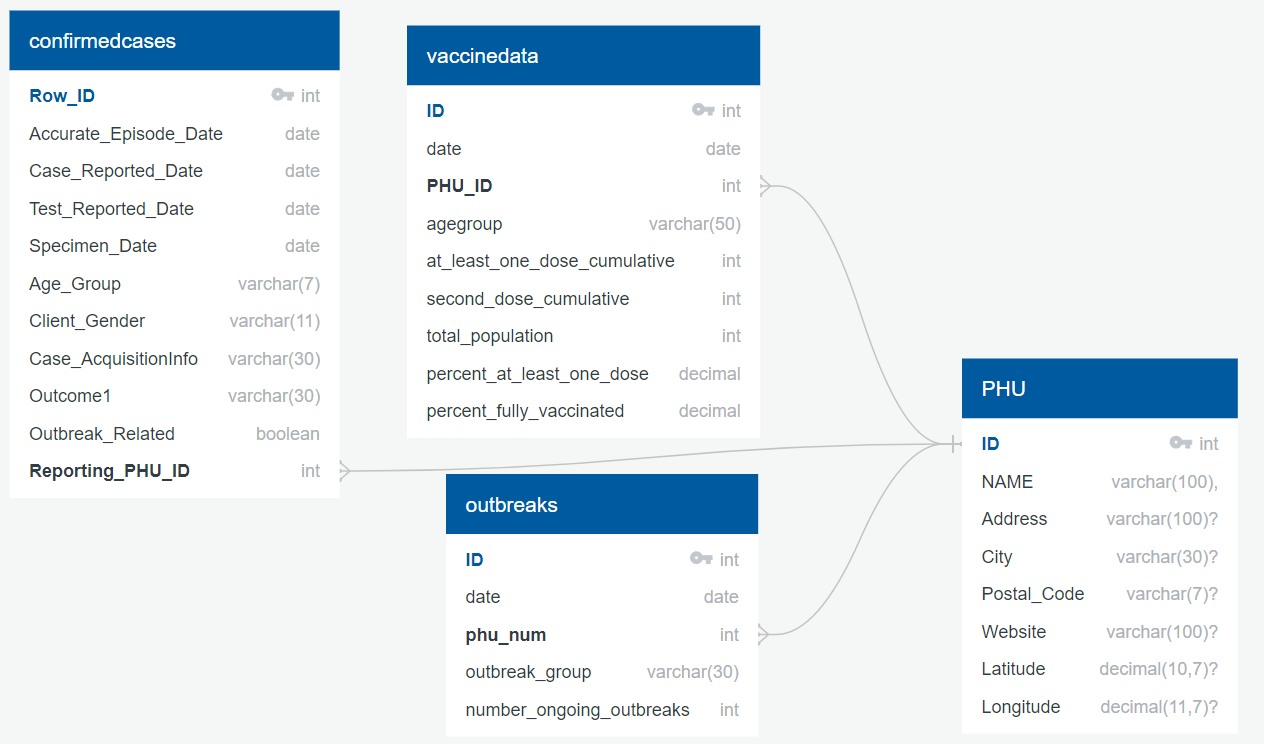 confirmedcases
Row_ID int
Accurate_Episode_Date date
Case_Reported_Date date
Test_Reported_Date date
Specimen_Date date
Age_Group varchar(7)
Client_Gender varchar(11)
Case_AcquisitionInfo varchar(30)
Outcome1 varchar(30)
Outbreak_Related boolean
Reporting_PHU_ID int
vaccinedata
ID int
date date
PHU_ID int
agegroup varchar(50)
at_least_one_dose_cumulative int
second_dose_cumulative int
total_population int
percent_at_least_one_dose decimal
percent_fully_vaccinated decimal
outbreaks
ID int
date date
phu_num int
outbreak_group varchar(30)
number_ongoing_outbreaks int
PHU
ID int
NAME varchar(100),
Address varchar(100)?
City varchar(30)?
Postal_Code varchar(7)?
Website varchar(100)?
Latitude decimal(10,7)?
Longitude decimal(11,7)?